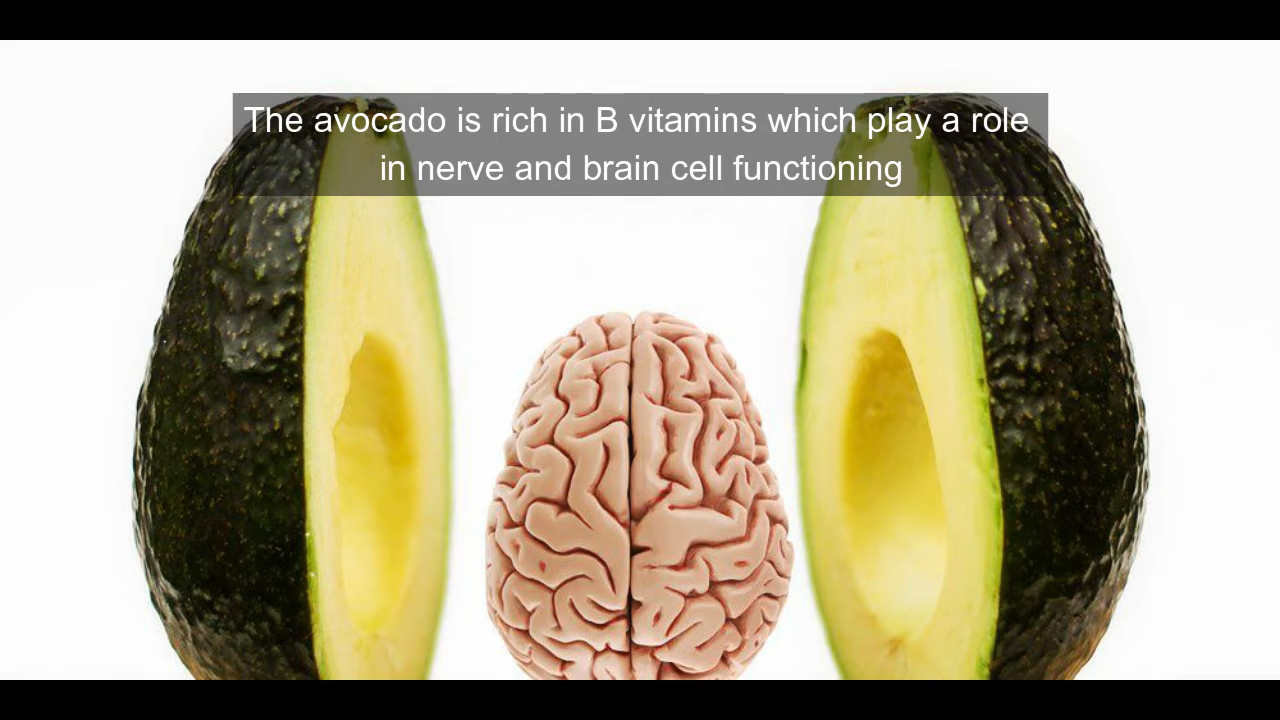 The avocado is rich in B vitamins which play a role
in nerve and brain cell functioning